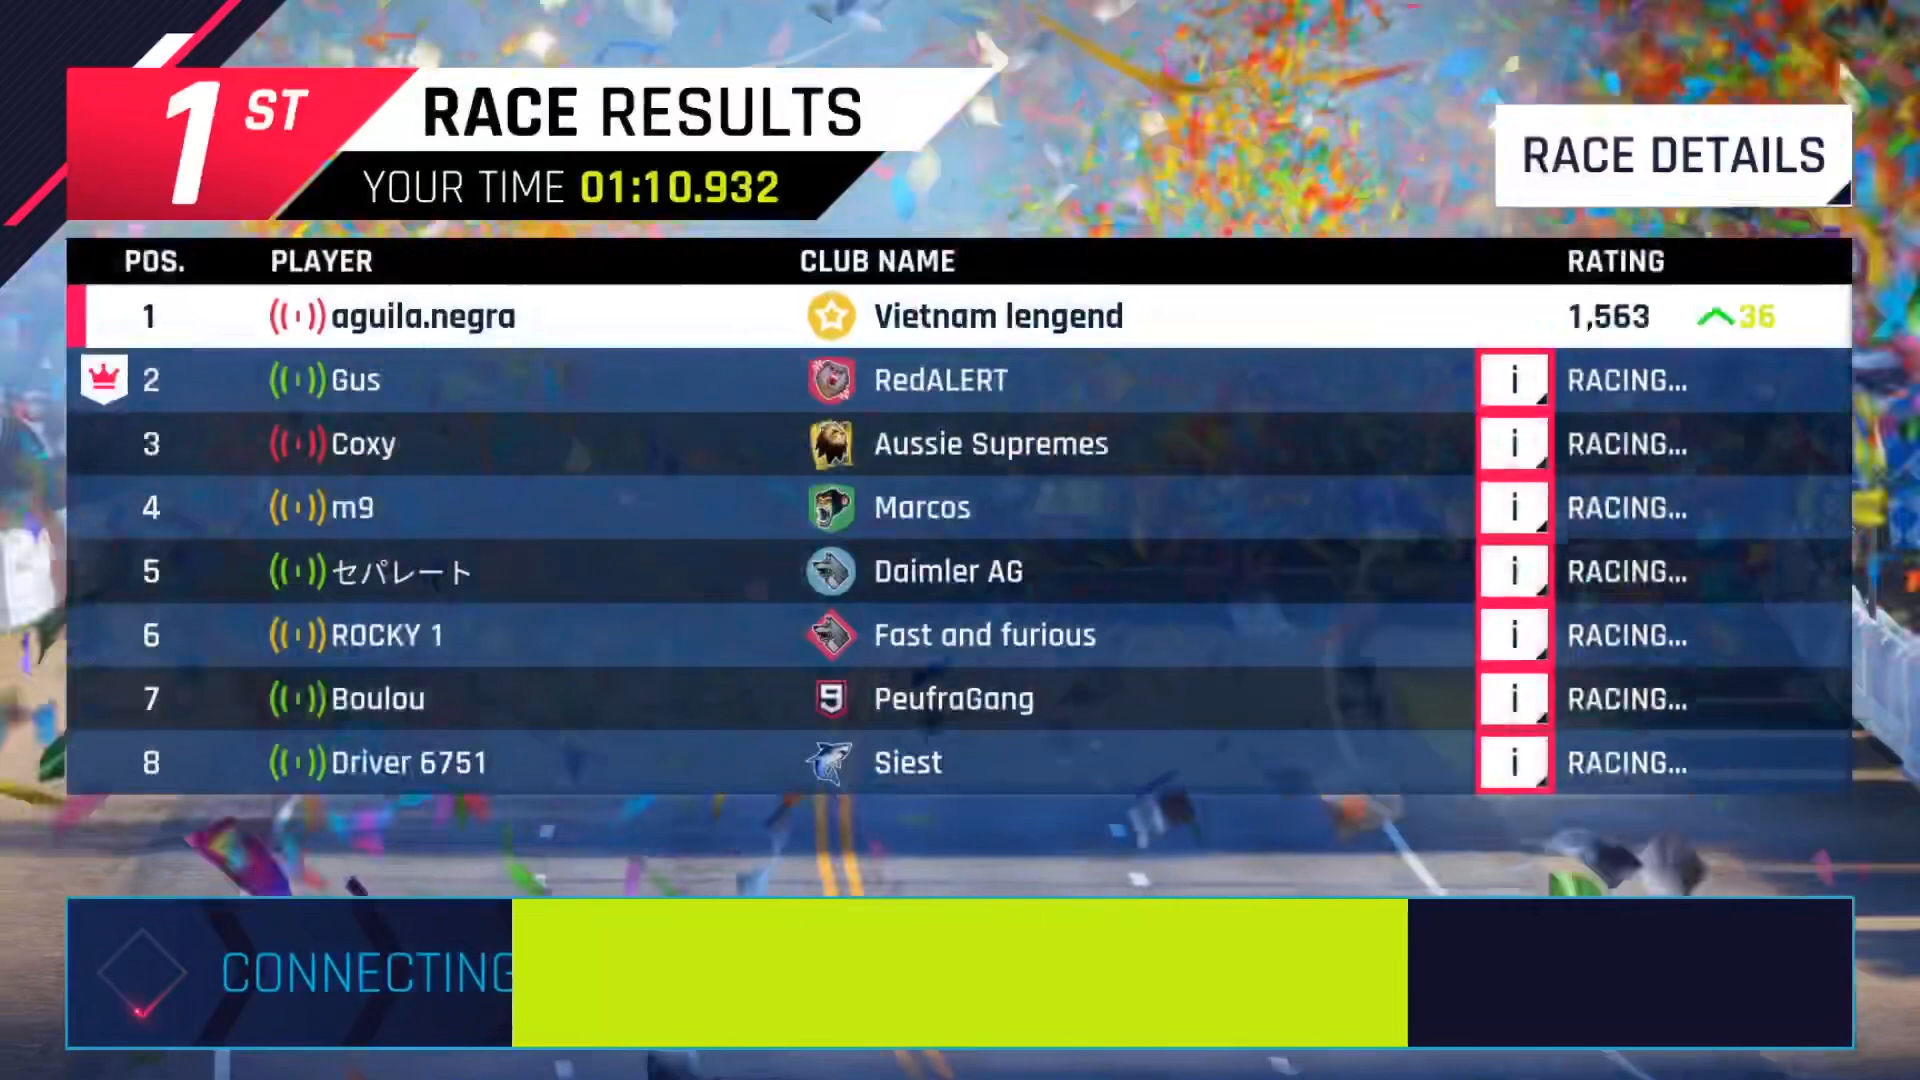 1 ST
RACE RESULTS
YOUR TIME 01:10.932
RACE DETAILS
POS. PLAYER CLUB NAME RATING
1 aguila.negra Vietnam lengend 1,563 36
2 Gus RedALERT i RACING...
3 Coxy Aussie Supremes i RACING...
4 m9 Marcos i RACING...
5 セパレート Daimler AG i RACING...
6 ROCKY 1 Fast and furious i RACING...
7 Boulou 9 PeufraGang i RACING...
8 Driver 6751 Siest i RACING...
CONNECTING